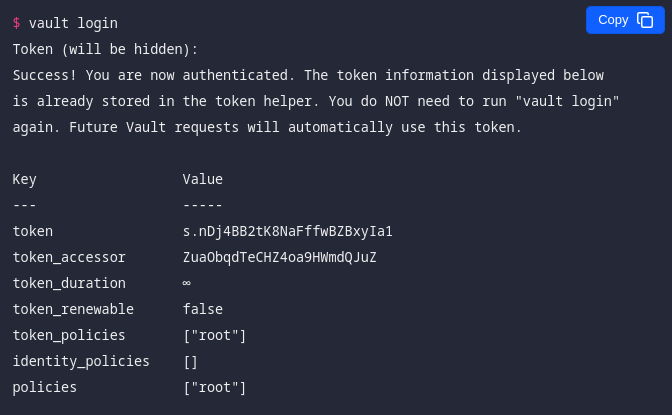 $ vault login
Copy
Token (will be hidden):
Success! You are now authenticated. The token information displayed below
is already stored in the token helper. You do NOT need to run "vault login"
again. Future Vault requests will automatically use this token.
Key Value
--- -----
token s.nDj4BB2tK8NaFffwBZBxyIa1
token_accessor ZuaObqdTeCHZ4oa9HWmdQJuZ
token_duration ∞
token_renewable false
token_policies ["root"]
identity_policies []
policies ["root"]